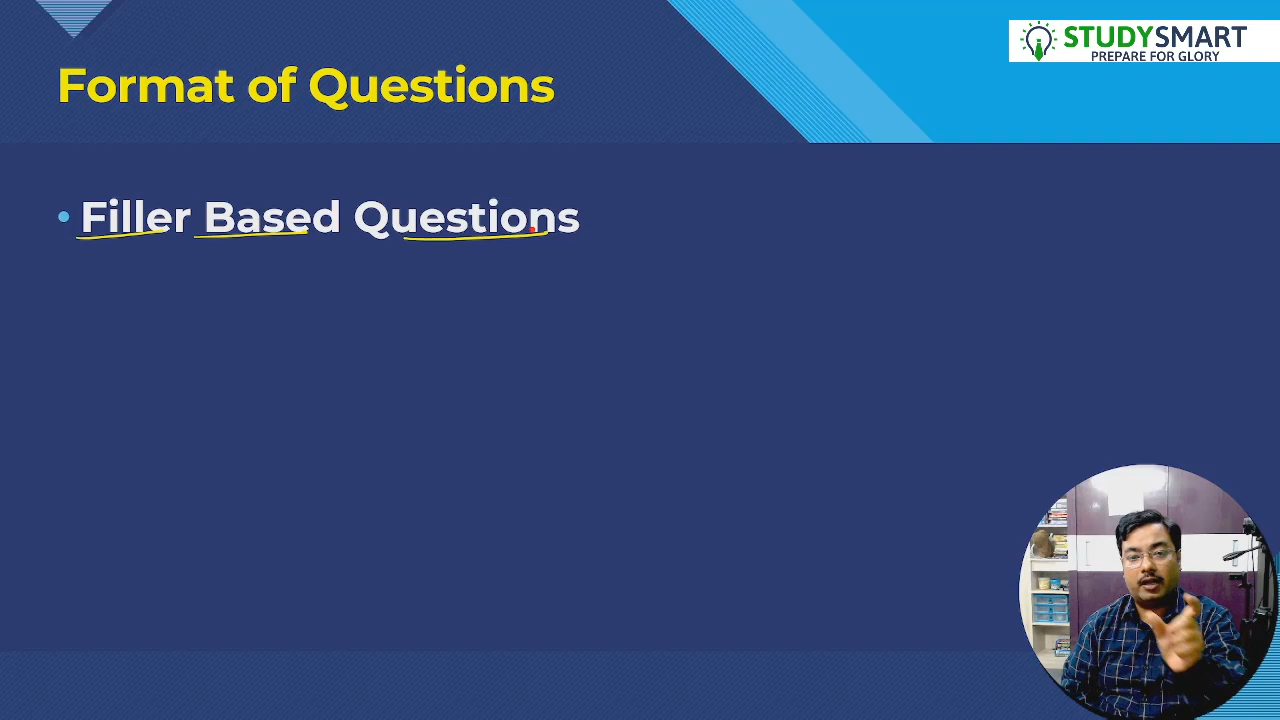 STUDYSMART
PREPARE FOR GLORY
Format of Questions
• Filler Based Questions